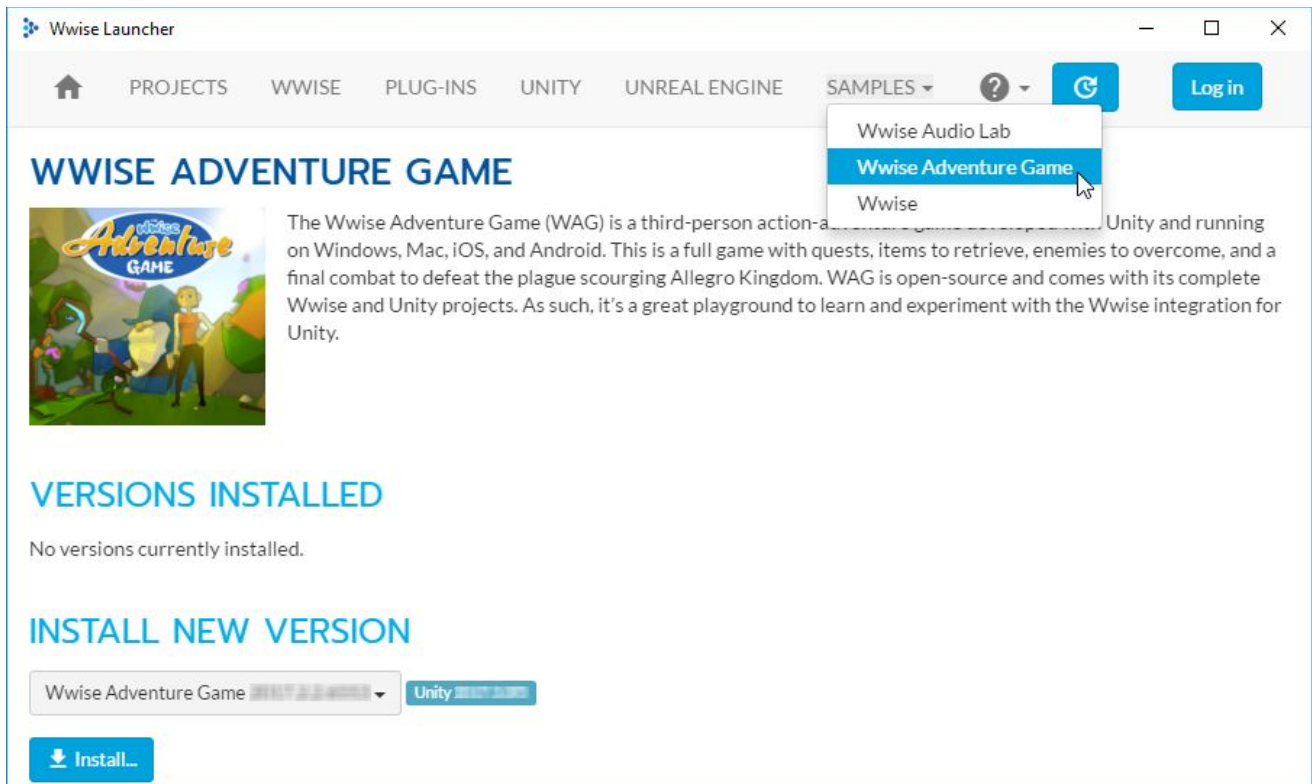 Wwise Launcher
PROJECTS WWISE PLUG-INS UNITY UNREAL ENGINE SAMPLES Log in
Wwise Audio Lab
Wwise Adventure Game
Wwise
WWISE ADVENTURE GAME
wwise
Adventure
GAME
The Wwise Adventure Game (WAG) is a third-person action- Unity and running
on Windows, Mac, iOS, and Android. This is a full game with quests, items to retrieve, enemies to overcome, and a
final combat to defeat the plague scourging Allegro Kingdom. WAG is open-source and comes with its complete
Wwise and Unity projects. As such, it's a great playground to learn and experiment with the Wwise integration for
Unity.
VERSIONS INSTALLED
No versions currently installed.
INSTALL NEW VERSION
Wwise Adventure Game Unity
Install...